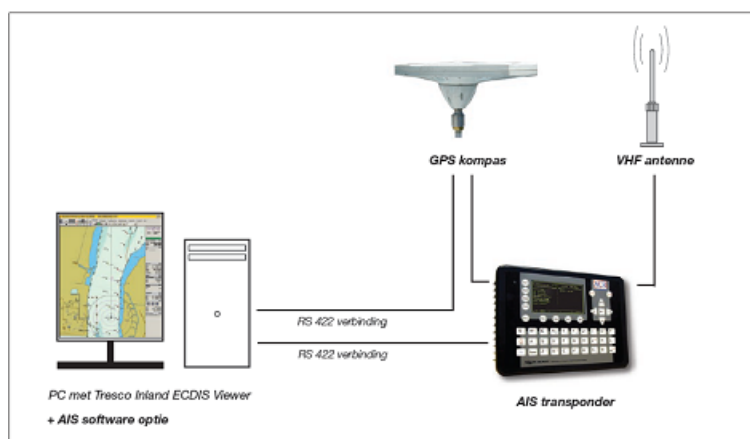 GPS kompas
VHF antenne
RS 422 verbinding
RS 422 verbinding
PC met Tresco Inland ECDIS Viewer
+ AIS software optie
AIS transponder